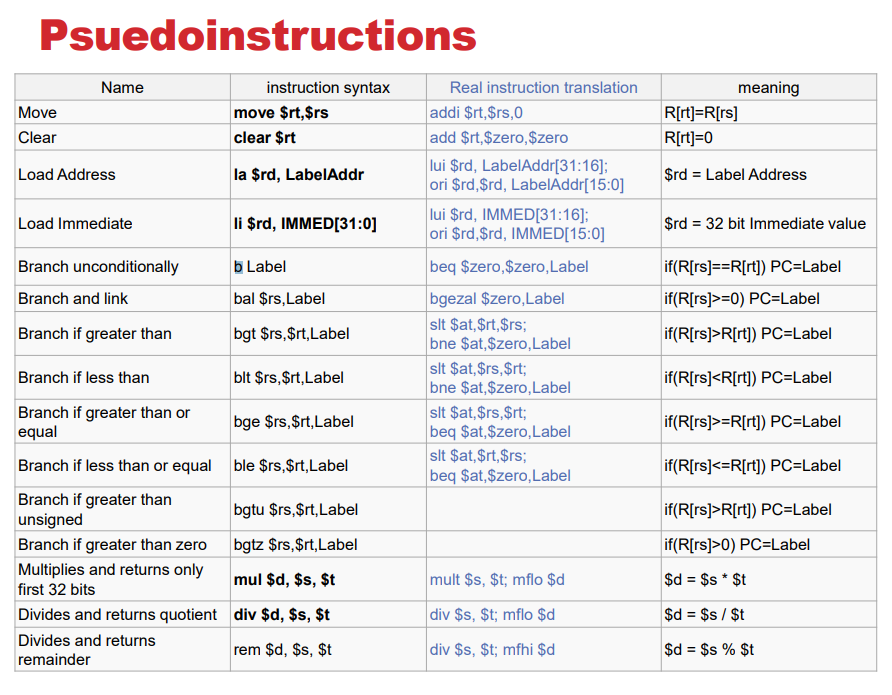 Psuedoinstructions
Name instruction syntax Real instruction translation meaning
Move move $rt,$rs addi $rt,$rs,0 R[rt]=R[rs]
Clear clear $rt add $rt,$zero,$zero R[rt]=0
Load Address la $rd, LabelAddr lui $rd, LabelAddr[31:16];
ori $rd,$rd, LabelAddr[15:0] $rd = Label Address
Load Immediate li $rd, IMMED[31:0] lui $rd, IMMED[31:16];
ori $rd,$rd, IMMED[15:0] $rd = 32 bit Immediate value
Branch unconditionally b Label beq $zero,$zero,Label if(R[rs]==R[rt]) PC=Label
Branch and link bal $rs,Label bgezal $zero,Label if(R[rs]>=0) PC=Label
Branch if greater than bgt $rs,$rt,Label slt $at,$rt,$rs;
bne $at,$zero,Label if(R[rs]>R[rt]) PC=Label
Branch if less than blt $rs,$rt,Label slt $at,$rs,$rt;
bne $at,$zero,Label if(R[rs]<R[rt]) PC=Label
Branch if greater than or
equal bge $rs,$rt,Label slt $at,$rs,$rt;
beq $at,$zero,Label if(R[rs]>=R[rt]) PC=Label
Branch if less than or equal ble $rs,$rt,Label slt $at,$rt,$rs;
beq $at,$zero,Label if(R[rs]<=R[rt]) PC=Label
Branch if greater than
unsigned bgtu $rs,$rt,Label if(R[rs]>R[rt]) PC=Label
Branch if greater than zero bgtz $rs,$rt,Label if(R[rs]>0) PC=Label
Multiplies and returns only
first 32 bits mul $d, $s, $t mult $s, $t; mflo $d $d = $s * $t
Divides and returns quotient div $d, $s, $t div $s, $t; mflo $d $d = $s / $t
Divides and returns
remainder rem $d, $s, $t div $s, $t; mfhi $d $d = $s % $t